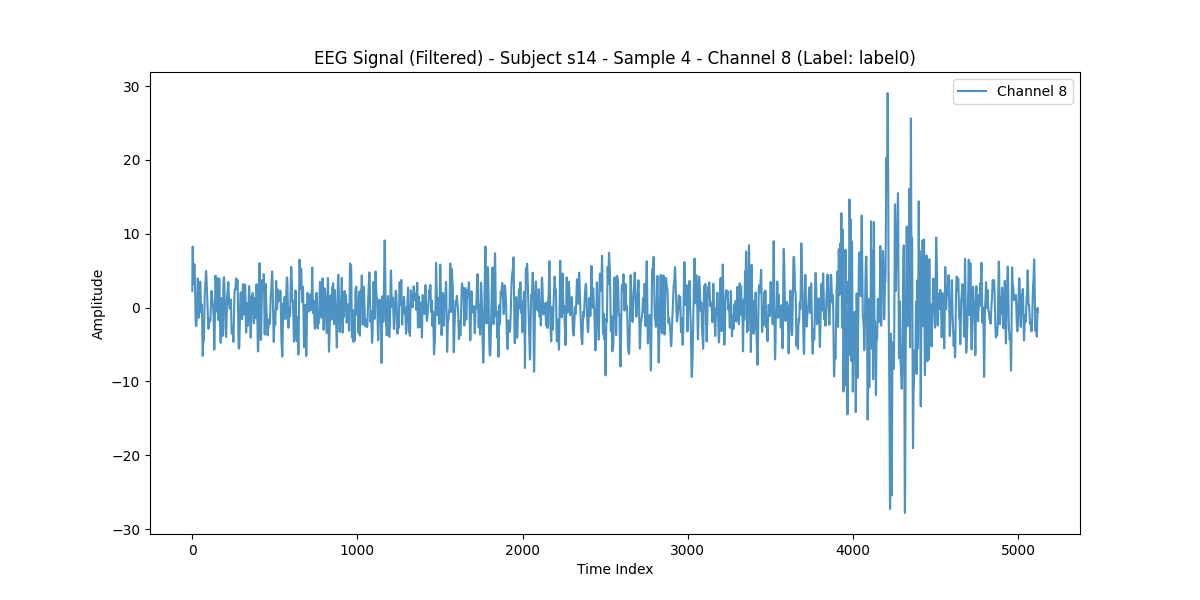 EEG Signal (Filtered) - Subject s14 - Sample 4 - Channel 8 (Label: label0)
Channel 8
30
20
10
0
−10
−20
−30
Amplitude
0 1000 2000 3000 4000 5000
Time Index